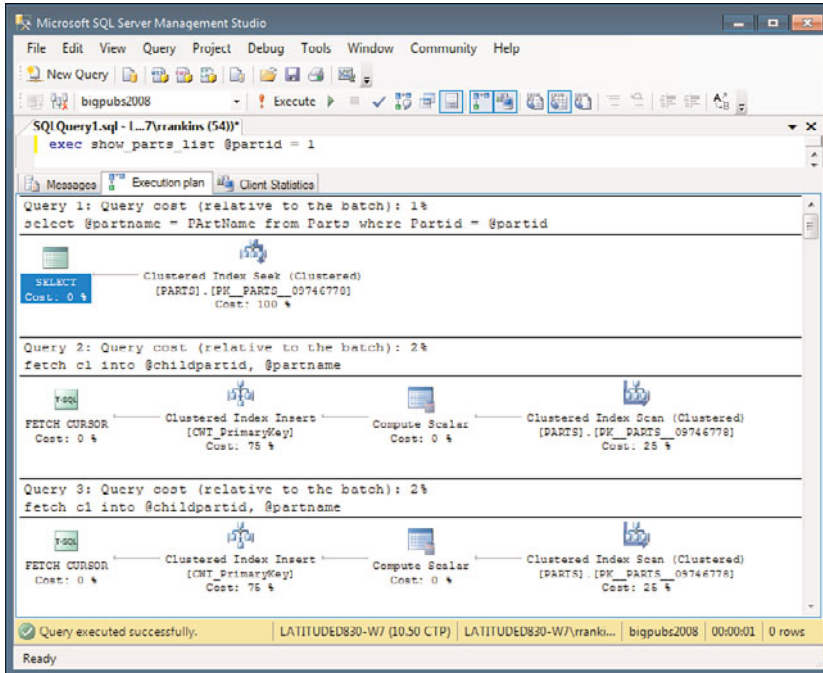 Microsoft SQL Server Management Studio
File Edit View Query Project Debug Tools Window Community Help
New Query
bigpubs2008 Execute
SQLQuery1.sql - L...7\rrankins (54))*
exec show_parts_list @partid = 1
Messages Execution plan Client Statistics
Query 1: Query cost (relative to the batch): 1%
select @partname = PArtName from Parts where Partid = @partid
SELECT
Cost: 0 %
Clustered Index Seek (Clustered)
[PARTS].[PK__PARTS__09746778]
Cost: 100 %
Query 2: Query cost (relative to the batch): 2%
fetch c1 into @childpartid, @partname
T-SQL
FETCH CURSOR
Cost: 0 %
Clustered Index Insert
[CWT_PrimaryKey]
Cost: 75 %
Compute Scalar
Cost: 0 %
Clustered Index Scan (Clustered)
[PARTS].[PK__PARTS__09746778]
Cost: 25 %
Query 3: Query cost (relative to the batch): 2%
fetch c1 into @childpartid, @partname
T-SQL
FETCH CURSOR
Cost: 0 %
Clustered Index Insert
[CWT_PrimaryKey]
Cost: 75 %
Compute Scalar
Cost: 0 %
Clustered Index Scan (Clustered)
[PARTS].[PK__PARTS__09746778]
Cost: 25 %
Query executed successfully. LATITUDED830-W7 (10.50 CTP) LATITUDED830-W7\rranki... bigpubs2008 00:00:01 0 rows
Ready